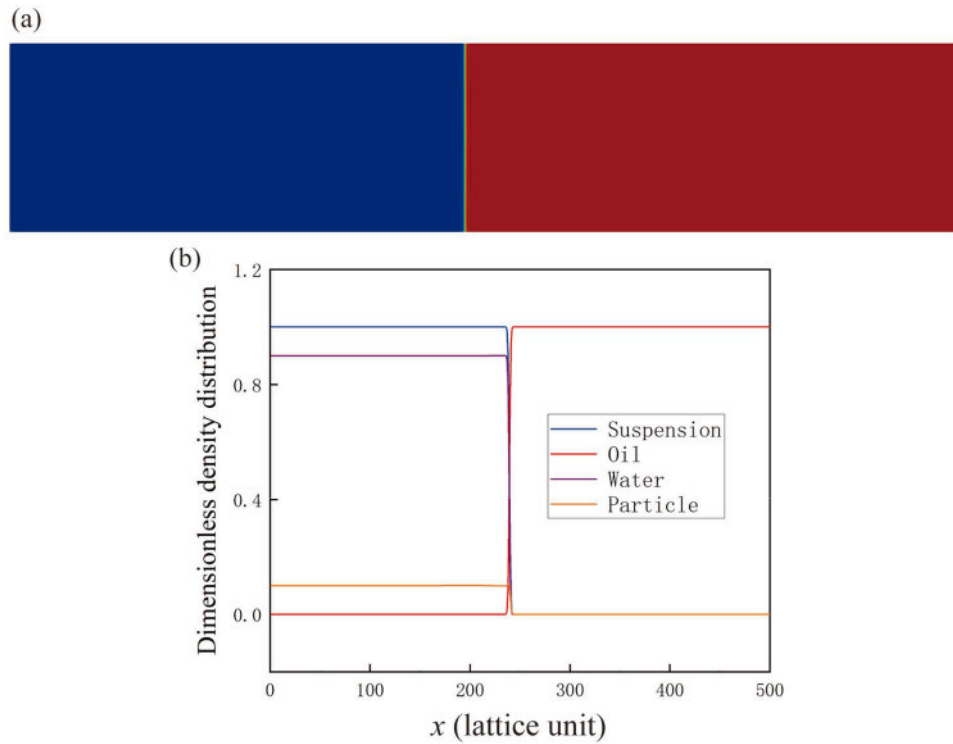 (a)
(b)
Dimensionless density distribution
1.2
0.8
0.4
0.0
Suspension
Oil
Water
Particle
0 100 200 300 400 500
x (lattice unit)